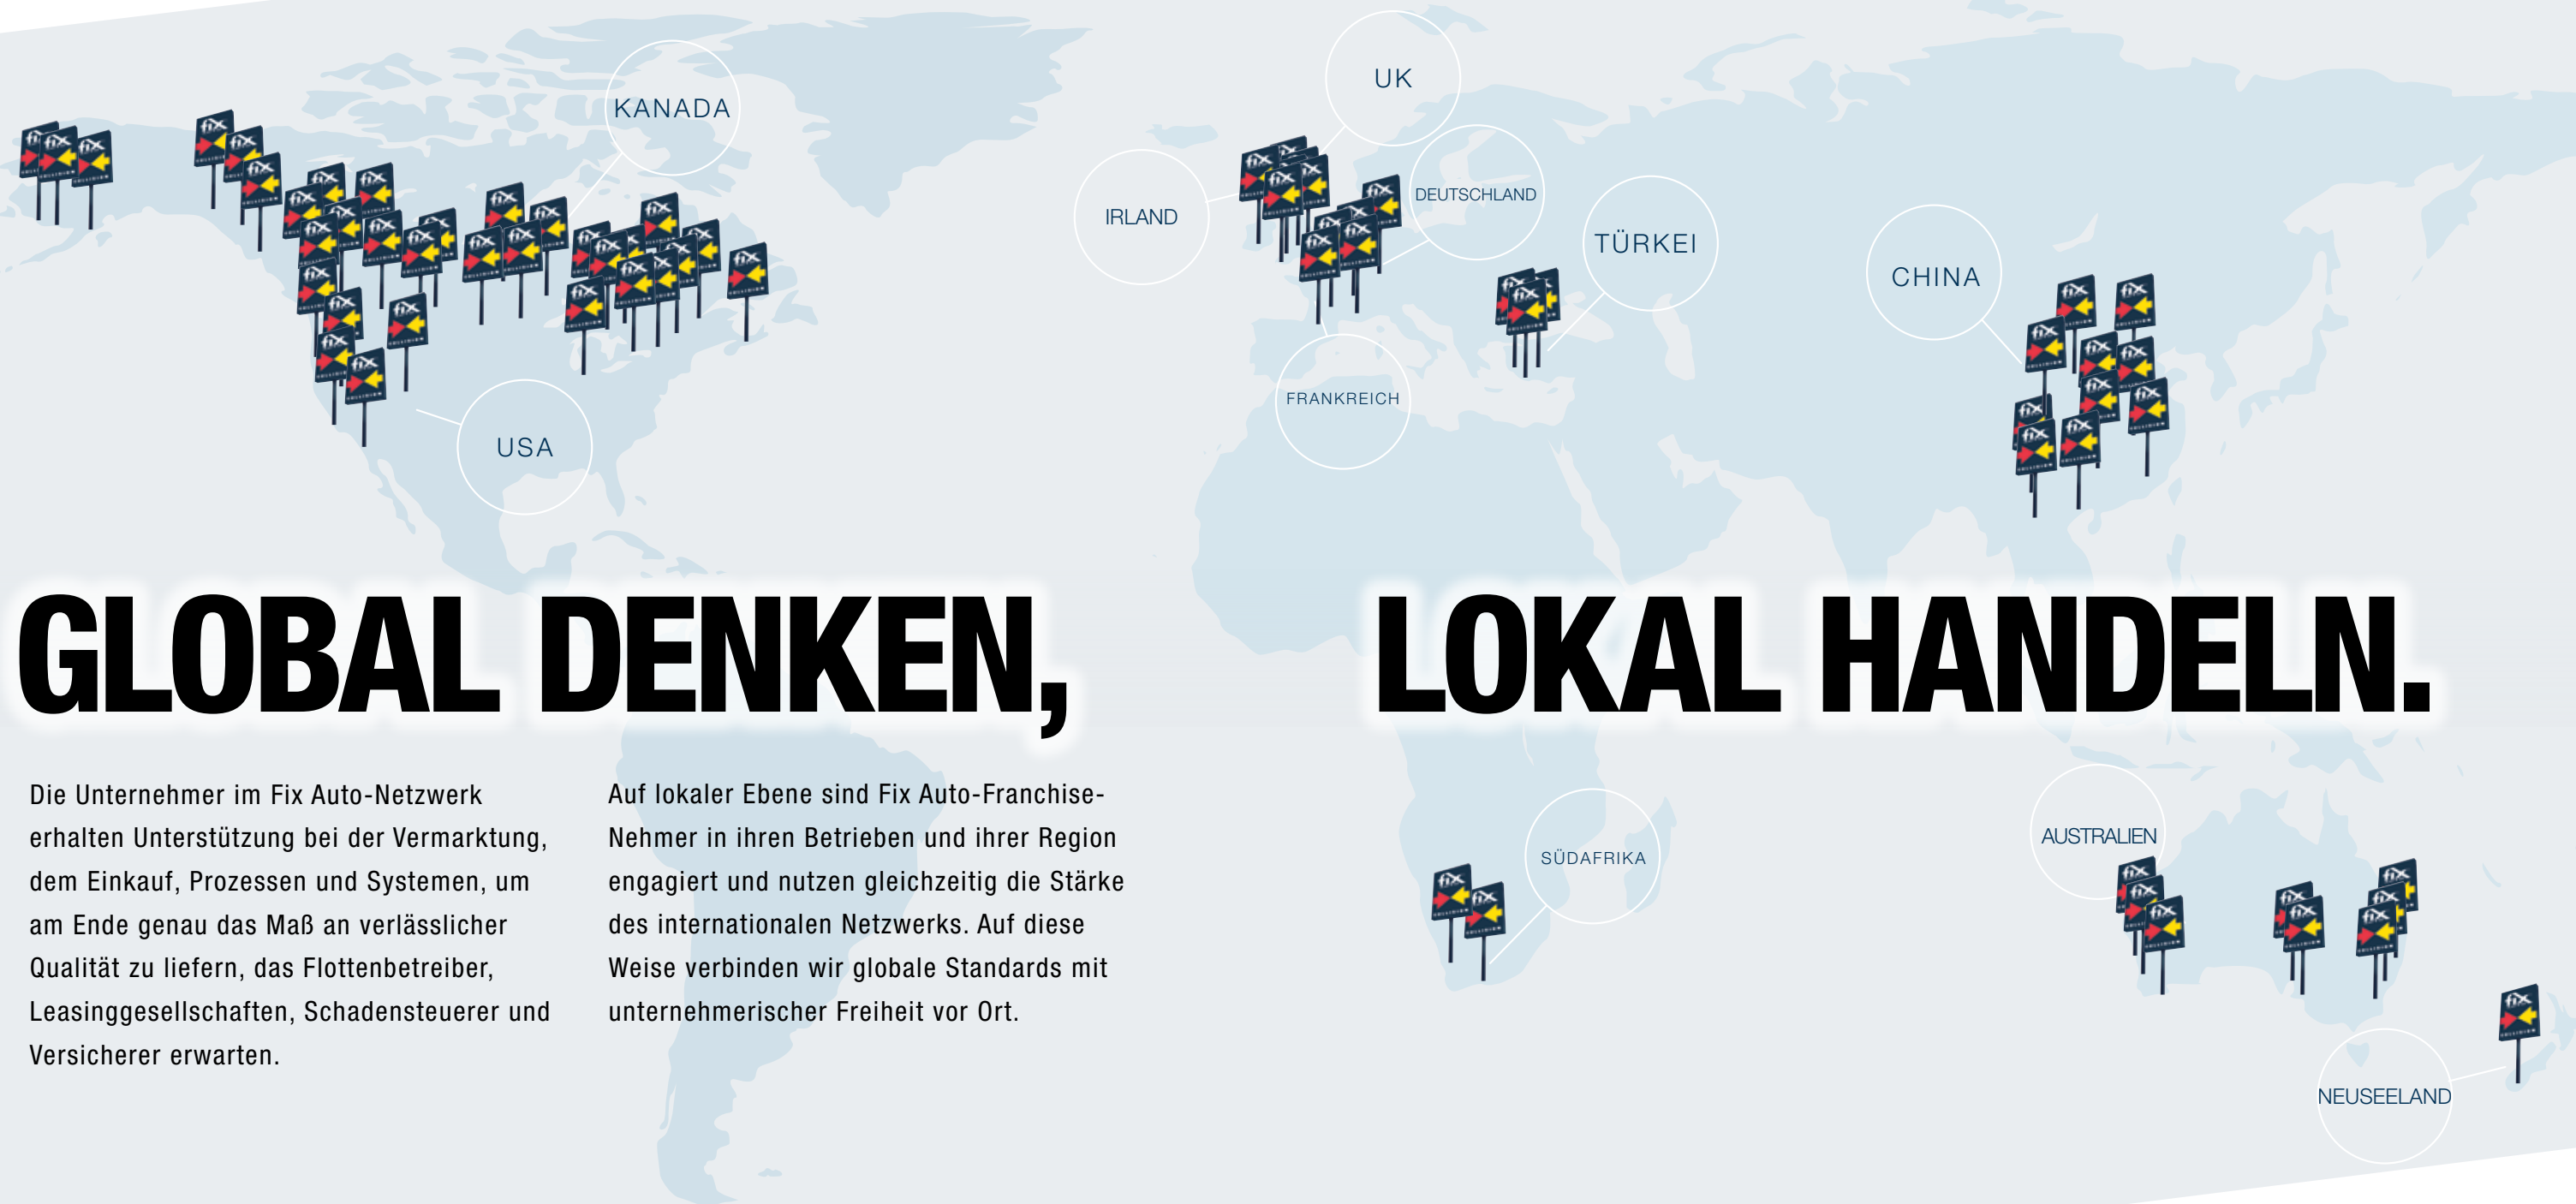 KANADA
UK
IRLAND
DEUTSCHLAND
TÜRKEI
CHINA
FRANKREICH
USA
GLOBAL DENKEN, LOKAL HANDELN.
Die Unternehmer im Fix Auto-Netzwerk
erhalten Unterstützung bei der Vermarktung,
dem Einkauf, Prozessen und Systemen, um
am Ende genau das Maß an verlässlicher
Qualität zu liefern, das Flottenbetreiber,
Leasinggesellschaften, Schadensteuerer und
Versicherer erwarten.
Auf lokaler Ebene sind Fix Auto-Franchise-
Nehmer in ihren Betrieben und ihrer Region
engagiert und nutzen gleichzeitig die Stärke
des internationalen Netzwerks. Auf diese
Weise verbinden wir globale Standards mit
unternehmerischer Freiheit vor Ort.
SÜDAFRIKA
AUSTRALIEN
NEUSEELAND
fix